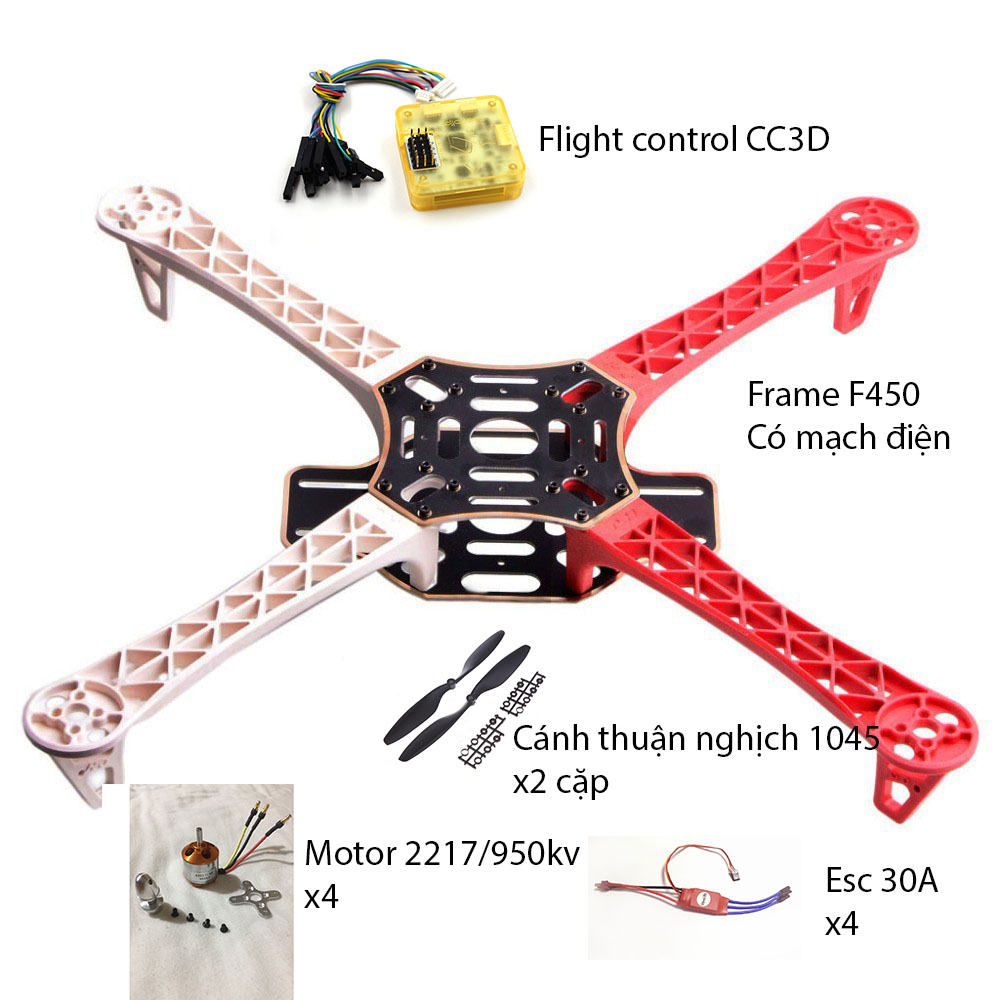 Flight control CC3D
Frame F450
Có mạch điện
Cánh thuận nghịch 1045
x2 cặp
Motor 2217/950kv
x4
Esc 30A
x4